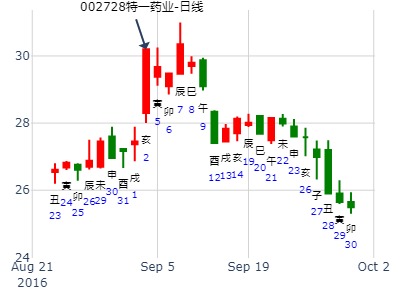 002728特一药业-日线
30
28
26
24
丑
23
寅
24
卯
25
辰
26
未
29
申
30
酉
31
戌
1
亥
2
寅
5
卯
6
辰
7
巳
8
午
9
酉
12
戌
13
亥
14
辰
19
巳
20
午
21
未
22
申
23
亥
26
子
27
丑
28
寅
29
卯
30
Aug 21 Sep 5 Sep 19 Oct 2
2016